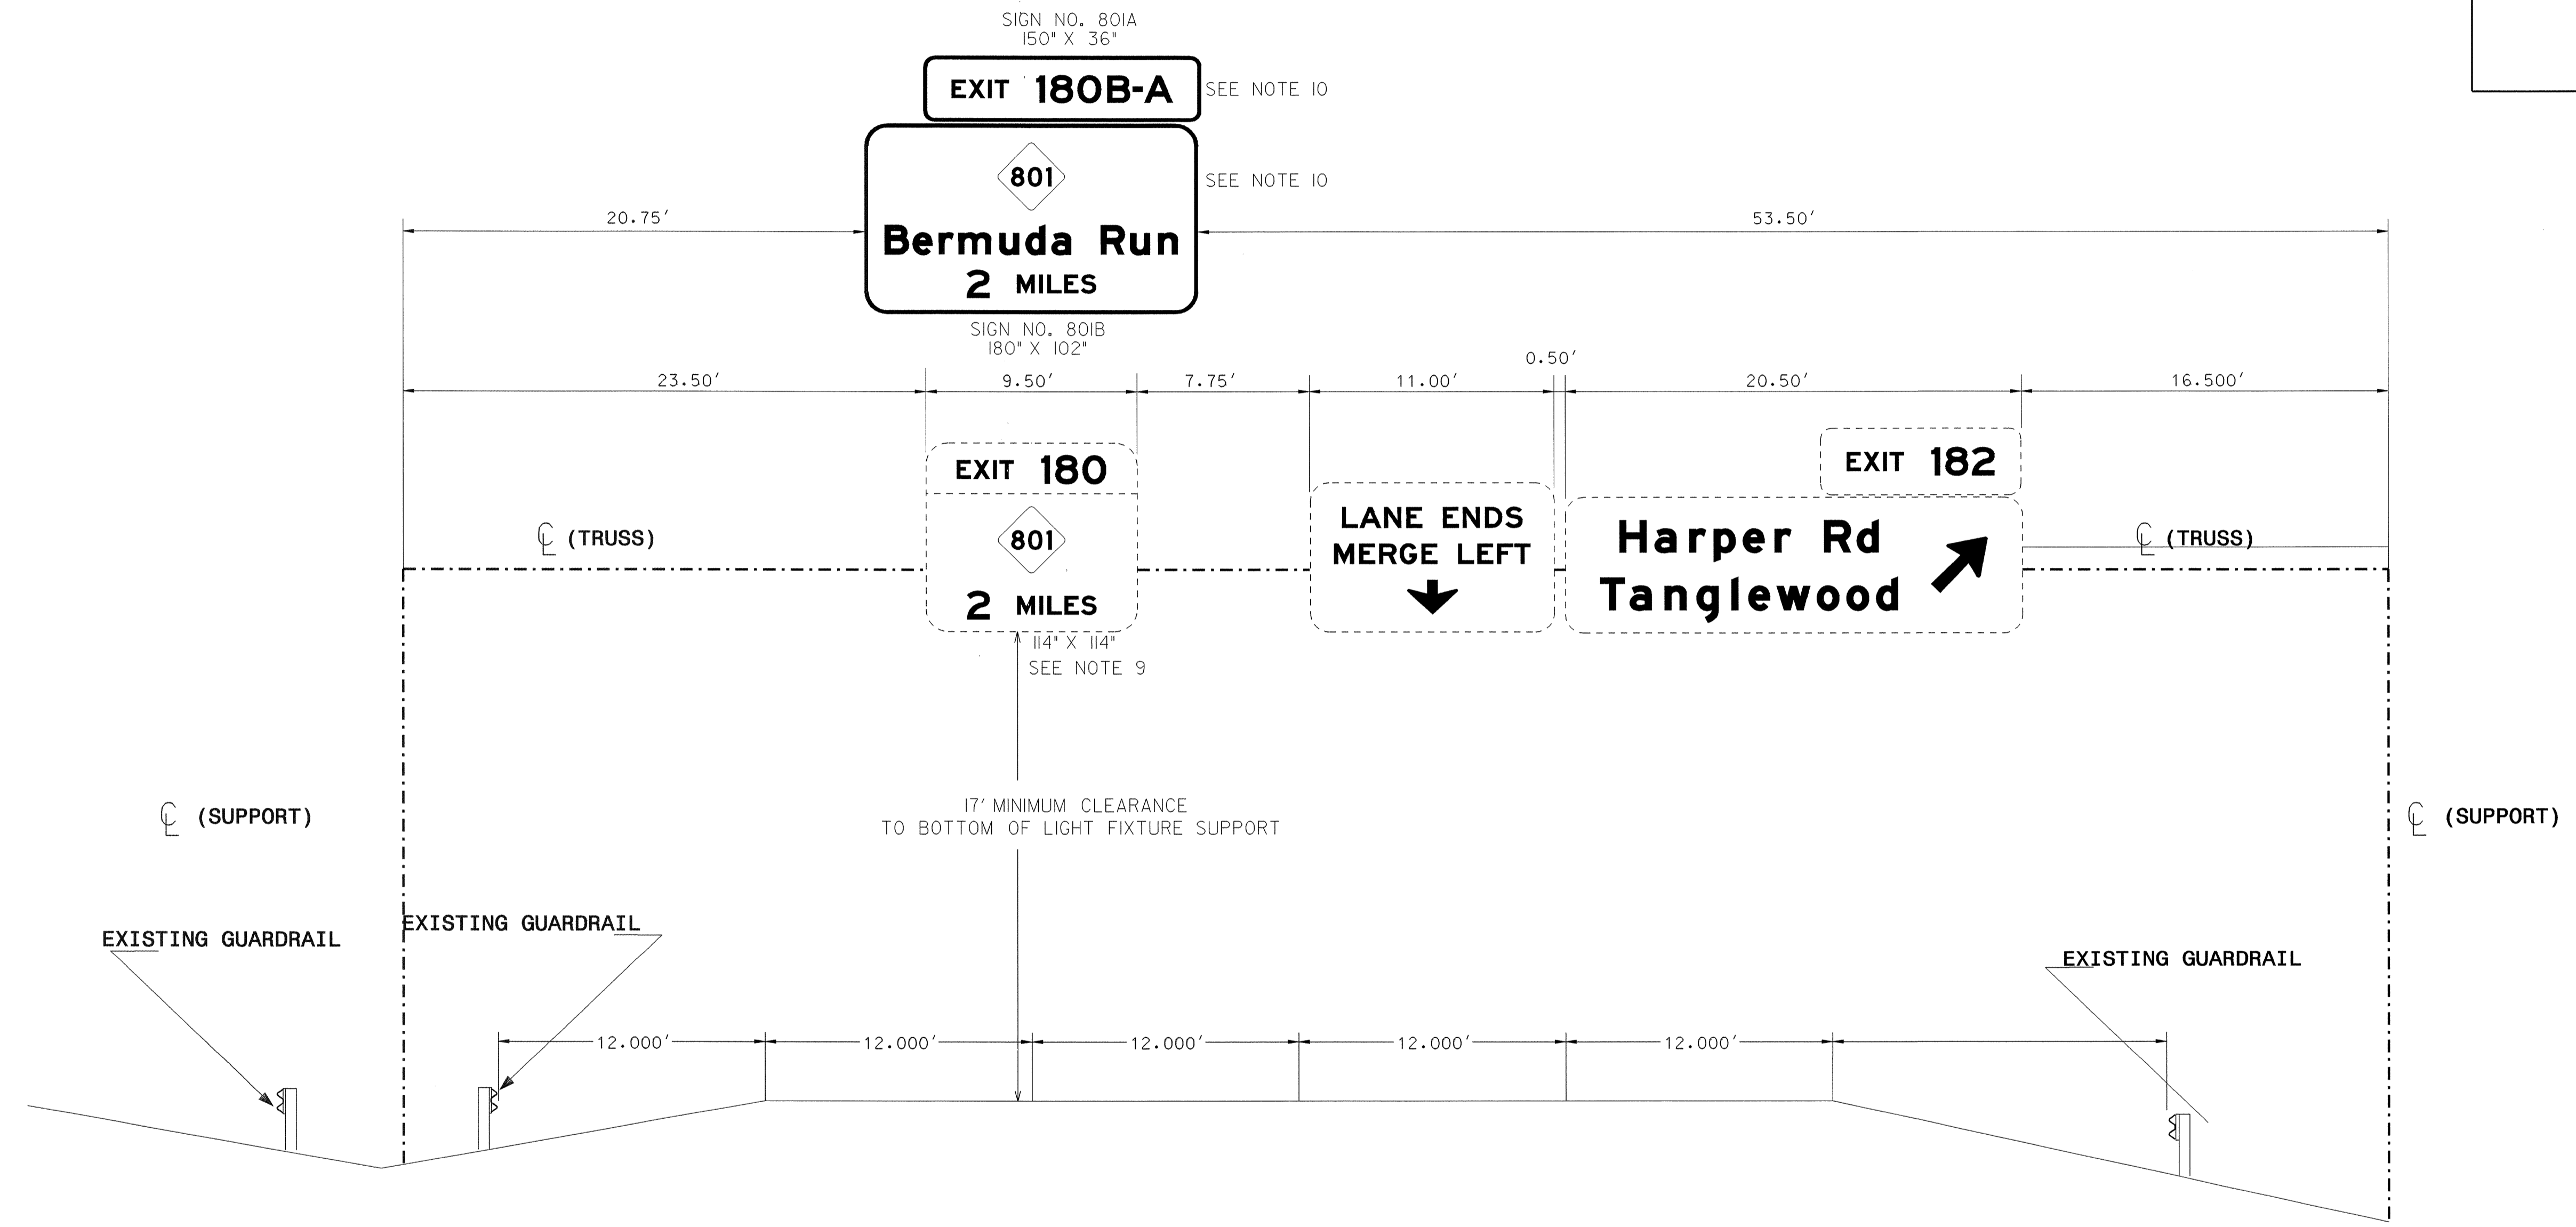 SIGN NO. 801A
150" X 36"
EXIT 180B-A
SEE NOTE 10
801
SEE NOTE 10
Bermuda Run
2 MILES
20.75'
53.50'
SIGN NO. 801B
180" X 102"
0.50'
23.50'
9.50'
7.75'
11.00'
20.50'
16.500'
EXIT 180
801
2 MILES
LANE ENDS
MERGE LEFT
EXIT 182
Harper Rd
Tanglewood
℄ (TRUSS)
℄ (TRUSS)
114" X 114"
SEE NOTE 9
17' MINIMUM CLEARANCE
TO BOTTOM OF LIGHT FIXTURE SUPPORT
℄ (SUPPORT)
℄ (SUPPORT)
EXISTING GUARDRAIL
EXISTING GUARDRAIL
EXISTING GUARDRAIL
12.000'
12.000'
12.000'
12.000'
12.000'